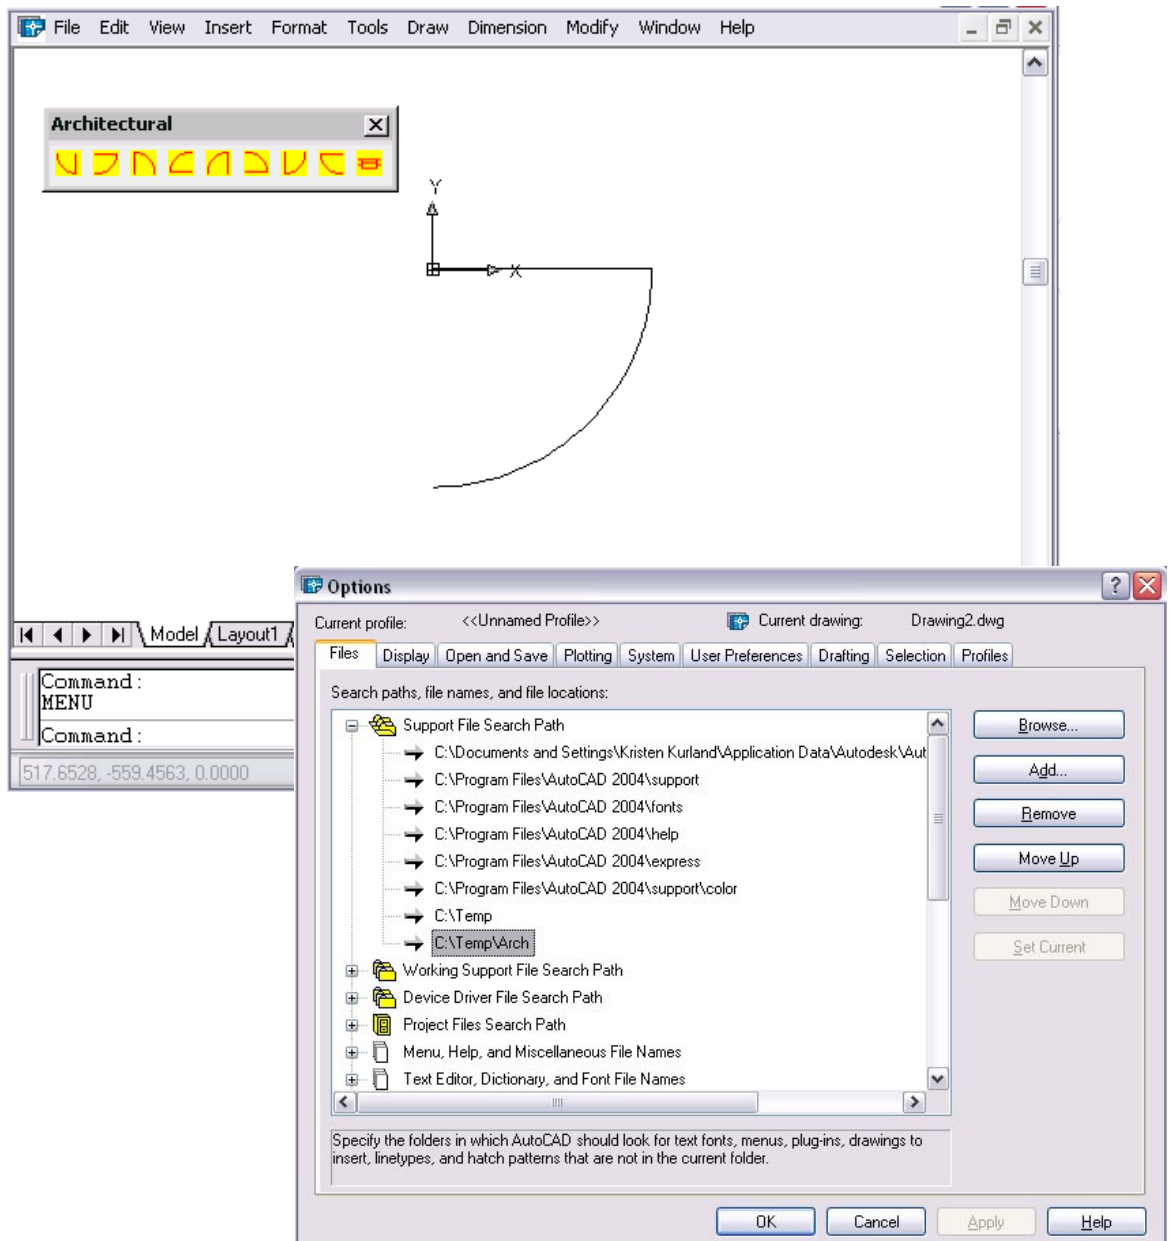 File Edit View Insert Format Tools Draw Dimension Modify Window Help
Architectural
Y
X
Model Layout1
Command:
MENU
Command:
517.6528, -559.4563, 0.0000
Options
Current profile: <<Unnamed Profile>> Current drawing: Drawing2.dwg
Files Display Open and Save Plotting System User Preferences Drafting Selection Profiles
Search paths, file names, and file locations:
Support File Search Path
C:\Documents and Settings\Kristen Kurland\Application Data\Autodesk\Aut
C:\Program Files\AutoCAD 2004\support
C:\Program Files\AutoCAD 2004\fonts
C:\Program Files\AutoCAD 2004\help
C:\Program Files\AutoCAD 2004\express
C:\Program Files\AutoCAD 2004\support\color
C:\Temp
C:\Temp\Arch
Working Support File Search Path
Device Driver File Search Path
Project Files Search Path
Menu, Help, and Miscellaneous File Names
Text Editor, Dictionary, and Font File Names
Browse...
Add...
Remove
Move Up
Move Down
Set Current
Specify the folders in which AutoCAD should look for text fonts, menus, plug-ins, drawings to
insert, linetypes, and hatch patterns that are not in the current folder.
OK Cancel Apply Help